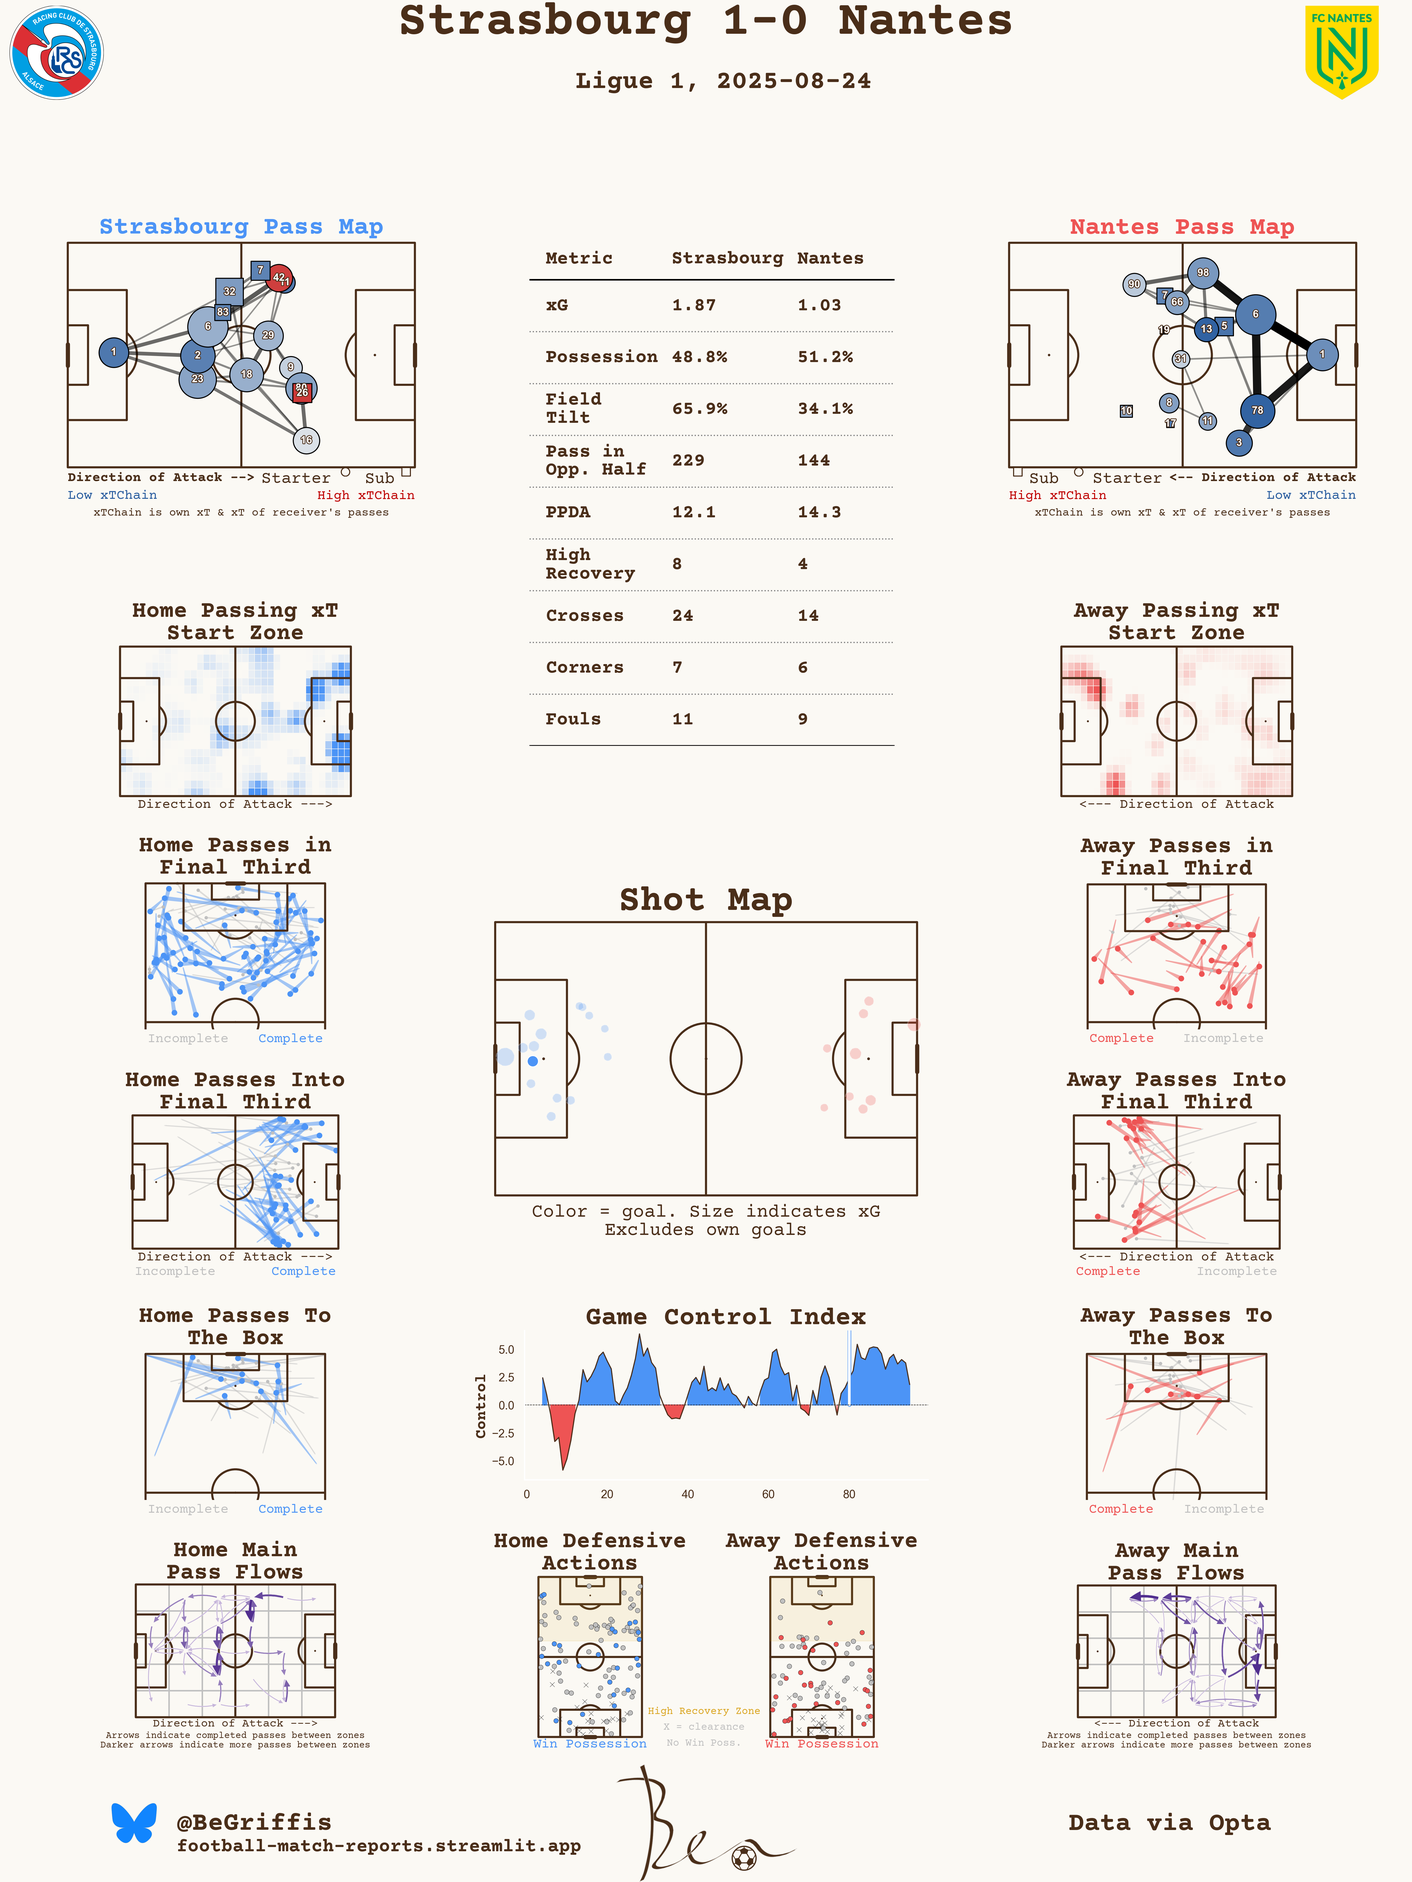 Strasbourg 1-0 Nantes
Ligue 1, 2025-08-24
RACING CLUB DE STRASBOURG
ALSACE
RCS
FC NANTES
Strasbourg Pass Map
1
2
6
23
32
83
7
42
29
18
9
26
16
Direction of Attack --> Starter Sub
Low xTChain High xTChain
xTChain is own xT & xT of receiver's passes
Metric Strasbourg Nantes
xG 1.87 1.03
Possession 48.8% 51.2%
Field Tilt 65.9% 34.1%
Pass in Opp. Half 229 144
PPDA 12.1 14.3
High Recovery 8 4
Crosses 24 14
Corners 7 6
Fouls 11 9
Nantes Pass Map
90
98
7
66
19
13
5
6
31
1
10
8
17
11
78
3
Sub Starter <-- Direction of Attack
High xTChain Low xTChain
xTChain is own xT & xT of receiver's passes
Home Passing xT
Start Zone
Direction of Attack --->
Away Passing xT
Start Zone
<--- Direction of Attack
Home Passes in
Final Third
Incomplete Complete
Away Passes in
Final Third
Complete Incomplete
Shot Map
Color = goal. Size indicates xG
Excludes own goals
Home Passes Into
Final Third
Direction of Attack --->
Incomplete Complete
Away Passes Into
Final Third
<--- Direction of Attack
Complete Incomplete
Home Passes To
The Box
Incomplete Complete
Game Control Index
Control
5.0
2.5
0.0
−2.5
−5.0
0 20 40 60 80
Away Passes To
The Box
Complete Incomplete
Home Main
Pass Flows
Direction of Attack --->
Arrows indicate completed passes between zones
Darker arrows indicate more passes between zones
Home Defensive
Actions
Win Possession
High Recovery Zone
X = clearance
No Win Poss.
Away Defensive
Actions
Win Possession
Away Main
Pass Flows
<--- Direction of Attack
Arrows indicate completed passes between zones
Darker arrows indicate more passes between zones
@BeGriffis
football-match-reports.streamlit.app
Ben
Data via Opta